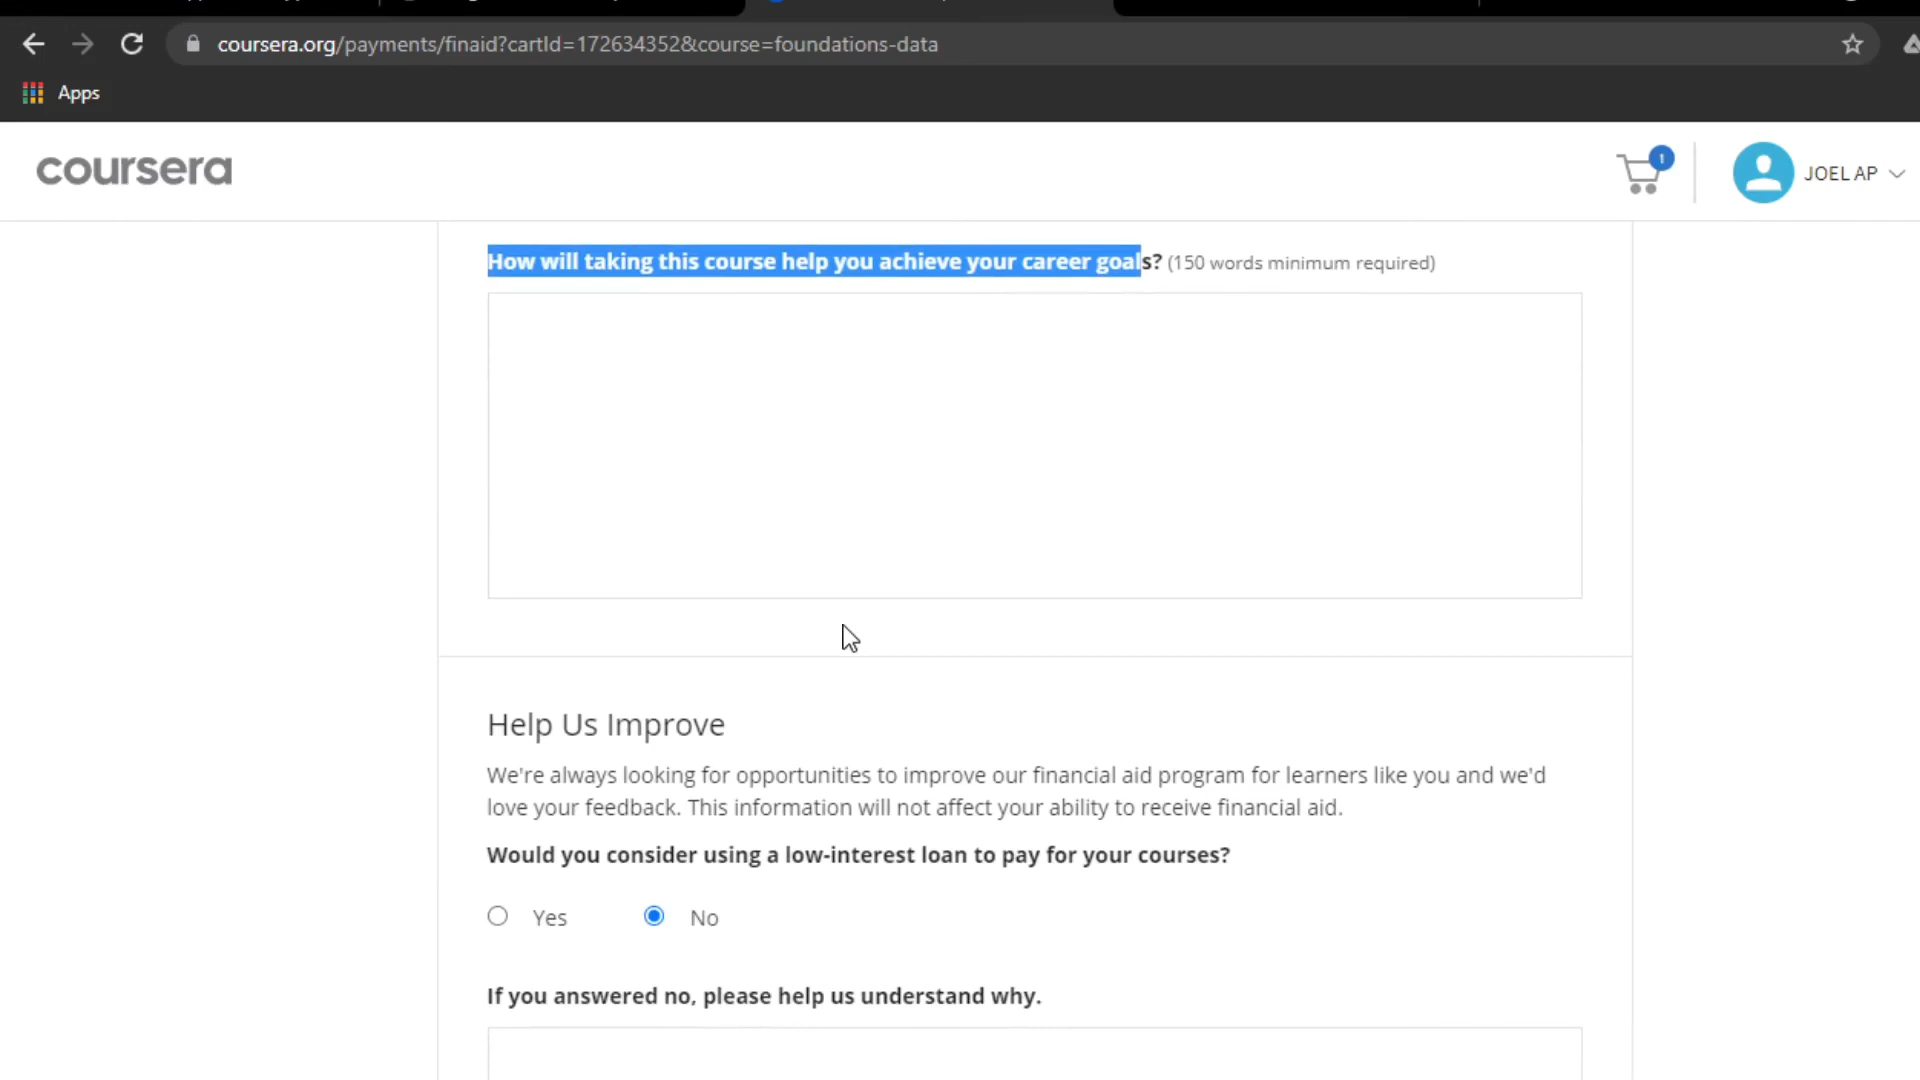 coursera.org/payments/finaid?cartId=172634352&course=foundations-data
Apps
coursera
1
JOEL AP
How will taking this course help you achieve your career goals? (150 words minimum required)
Help Us Improve
We're always looking for opportunities to improve our financial aid program for learners like you and we'd
love your feedback. This information will not affect your ability to receive financial aid.
Would you consider using a low-interest loan to pay for your courses?
Yes No
If you answered no, please help us understand why.